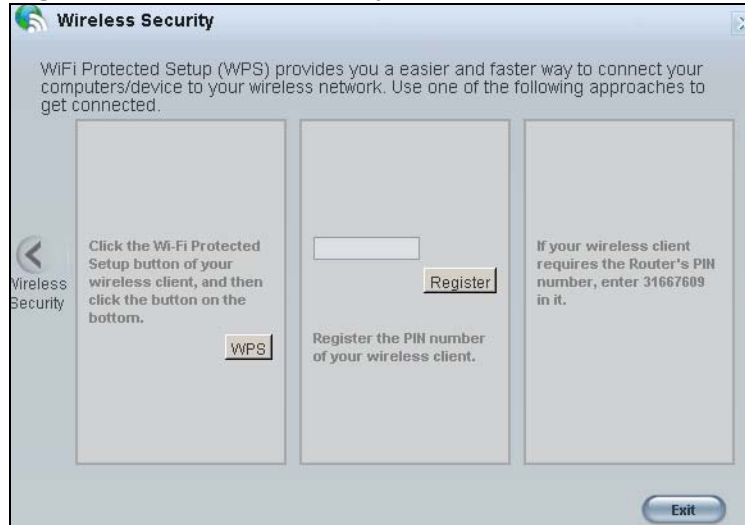 Wireless Security
WiFi Protected Setup (WPS) provides you a easier and faster way to connect your
computers/device to your wireless network. Use one of the following approaches to
get connected.
Wireless
Security
Click the Wi-Fi Protected
Setup button of your
wireless client, and then
click the button on the
bottom.
WPS
Register
Register the PIN number
of your wireless client.
If your wireless client
requires the Router's PIN
number, enter 31667609
in it.
Exit